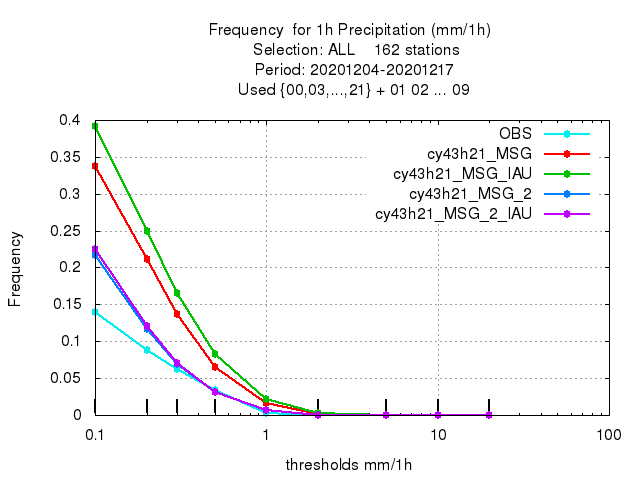 Frequency  for 1h Precipitation (mm/1h)
Selection: ALL    162 stations
Period: 20201204-20201217
Used {00,03,...,21} + 01 02 ... 09
0.4
0.35
0.3
0.25
0.2
0.15
0.1
0.05
0
Frequency
OBS
cy43h21_MSG
cy43h21_MSG_IAU
cy43h21_MSG_2
cy43h21_MSG_2_IAU
0.1 1 10 100
thresholds mm/1h